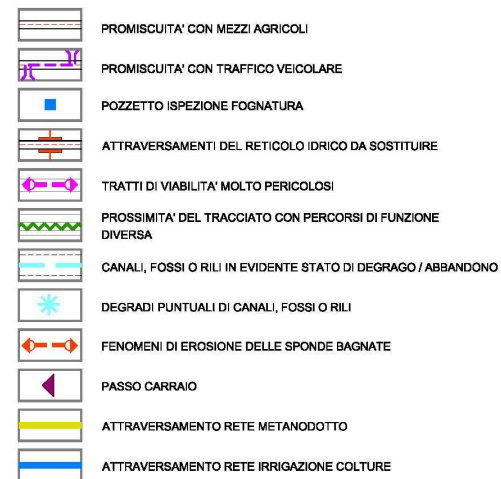 PROMISCUITA' CON MEZZI AGRICOLI
PROMISCUITA' CON TRAFFICO VEICOLARE
POZZETTO ISPEZIONE FOGNATURA
ATTRAVERSAMENTI DEL RETICOLO IDRICO DA SOSTITUIRE
TRATTI DI VIABILITA' MOLTO PERICOLOSI
PROSSIMITA' DEL TRACCIATO CON PERCORSI DI FUNZIONE
DIVERSA
CANALI, FOSSI O RILI IN EVIDENTE STATO DI DEGRAGO / ABBANDONO
DEGRADI PUNTUALI DI CANALI, FOSSI O RILI
FENOMENI DI EROSIONE DELLE SPONDE BAGNATE
PASSO CARRAIO
ATTRAVERSAMENTO RETE METANODOTTO
ATTRAVERSAMENTO RETE IRRIGAZIONE COLTURE